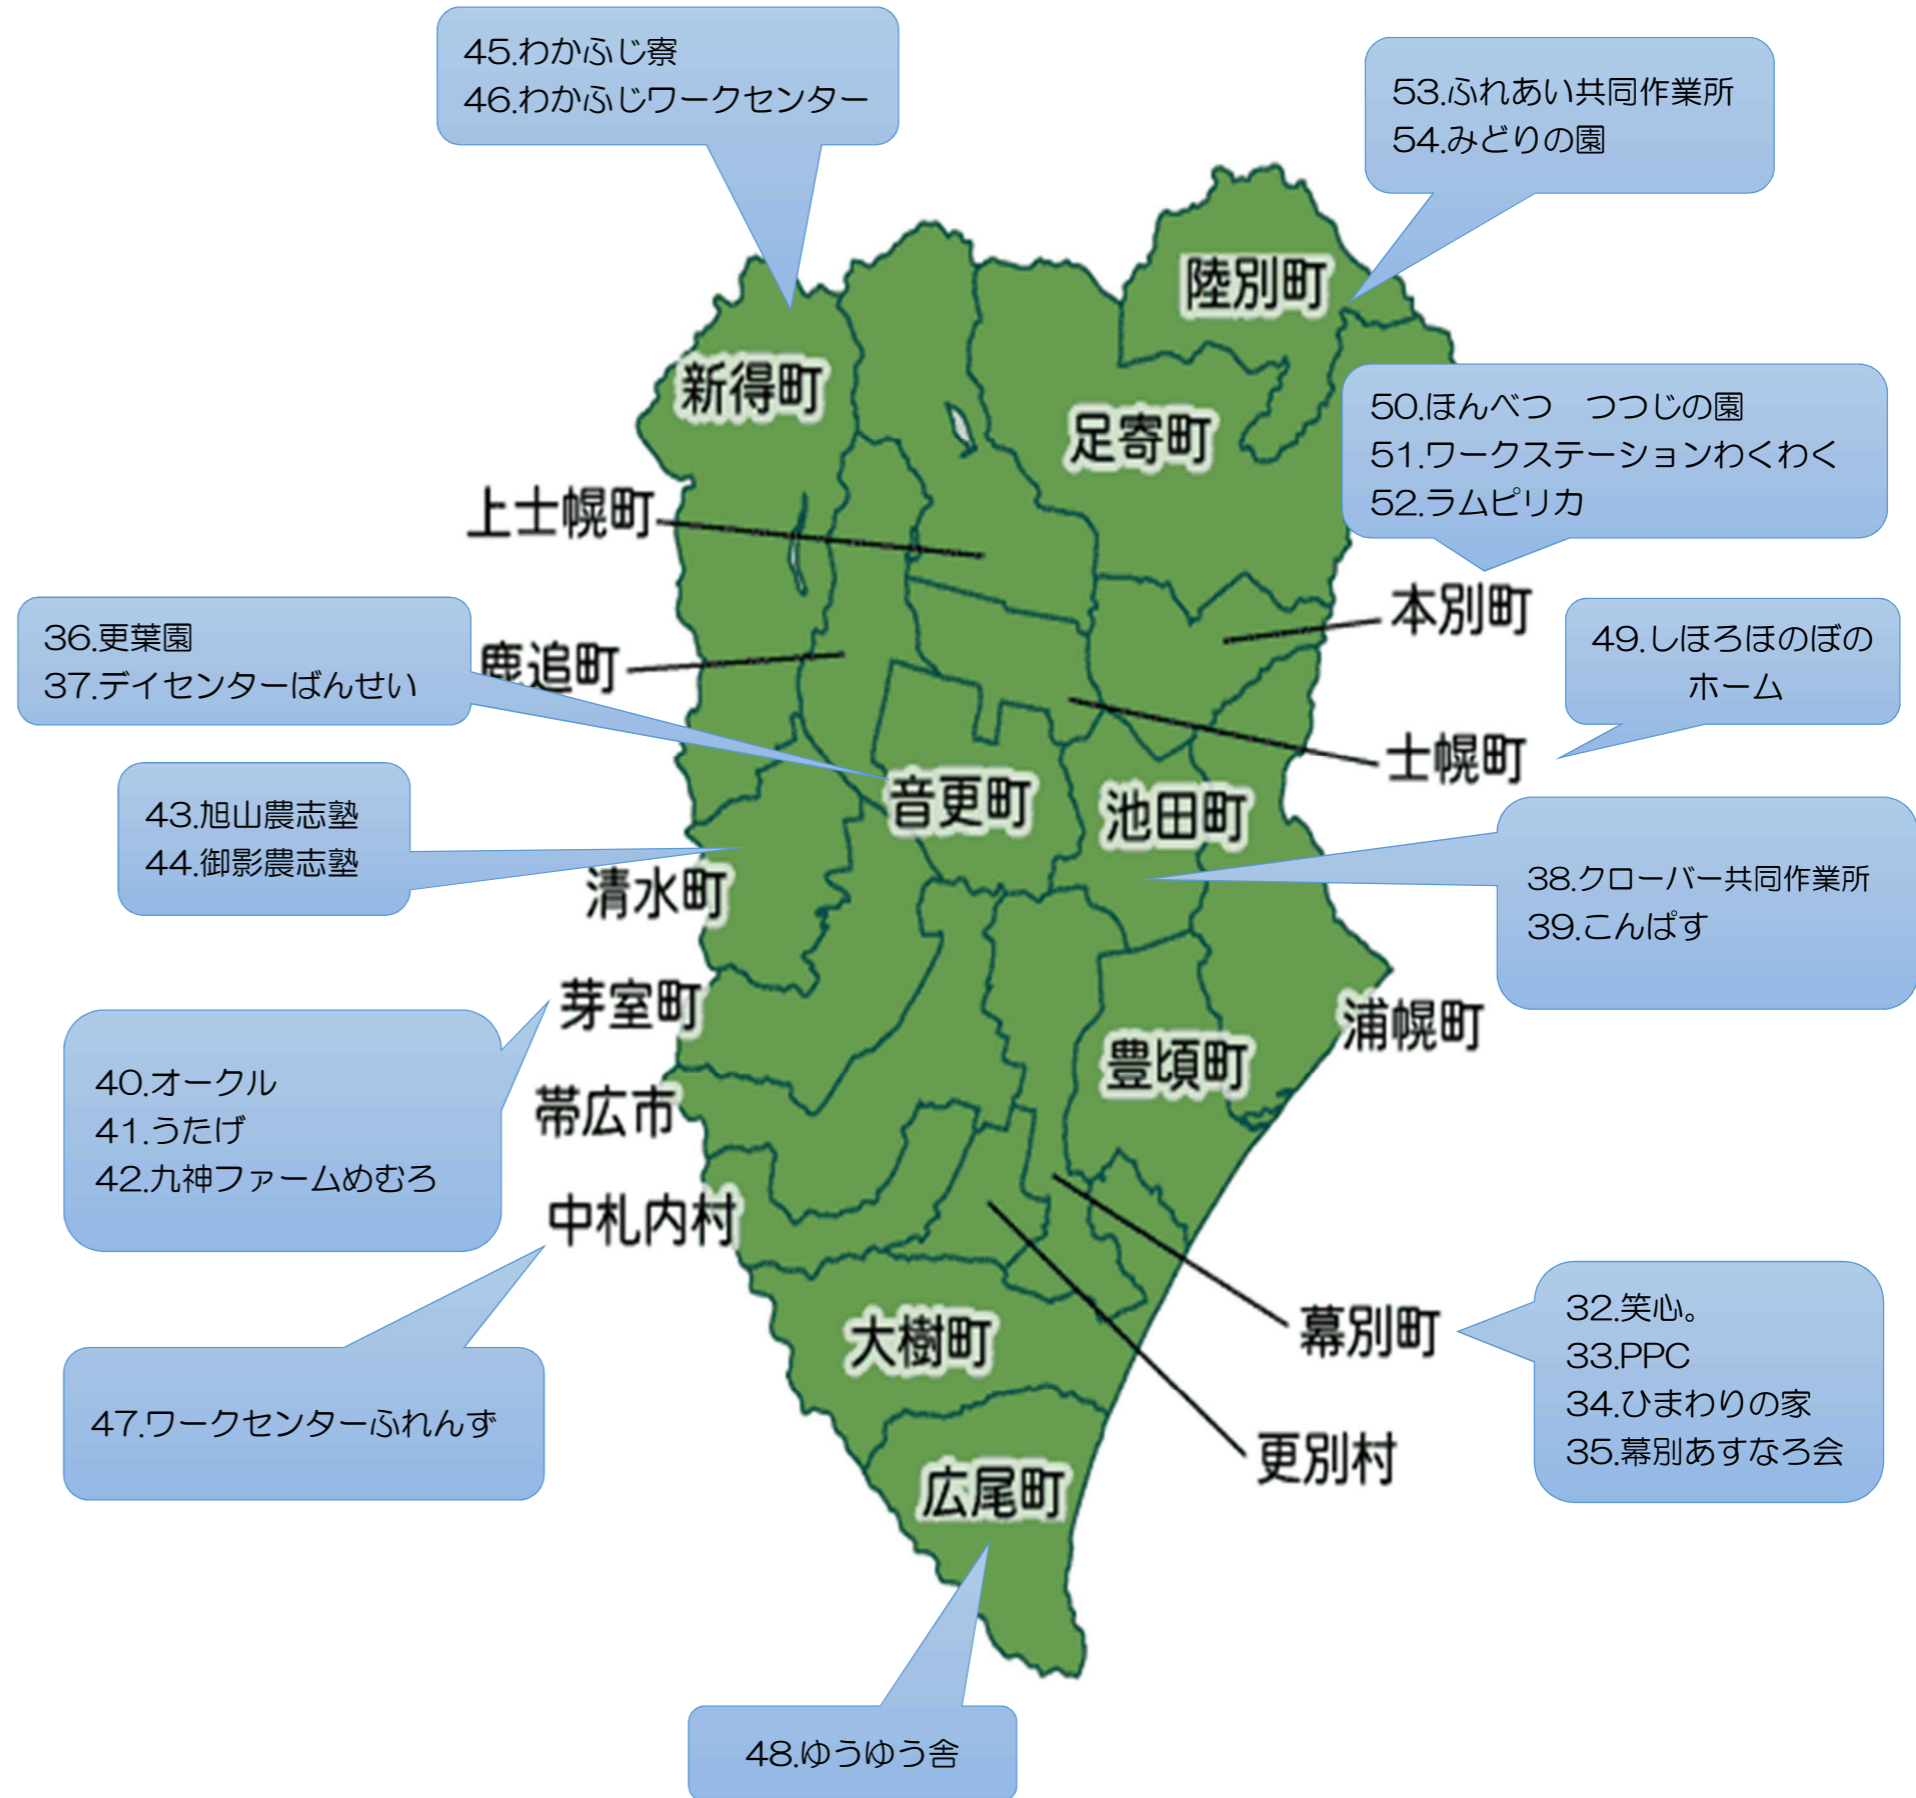 45.わかふじ寮
46.わかふじワークセンター
53.ふれあい共同作業所
54.みどりの園
陸別町
新得町
足寄町
50.ほんべつ　つつじの園
51.ワークステーションわくわく
52.ラムピリカ
上士幌町
本別町
36.更葉園
37.デイセンターばんせい
鹿追町
49.しほろほのぼの
ホーム
士幌町
音更町
池田町
43.旭山農志塾
44.御影農志塾
清水町
38.クローバー共同作業所
39.こんぱす
芽室町
浦幌町
豊頃町
40.オークル
41.うたげ
42.九神ファームめむろ
帯広市
中札内村
大樹町
幕別町
32.笑心。
33.PPC
34.ひまわりの家
35.幕別あすなろ会
47.ワークセンターふれんず
更別村
広尾町
48.ゆうゆう舎